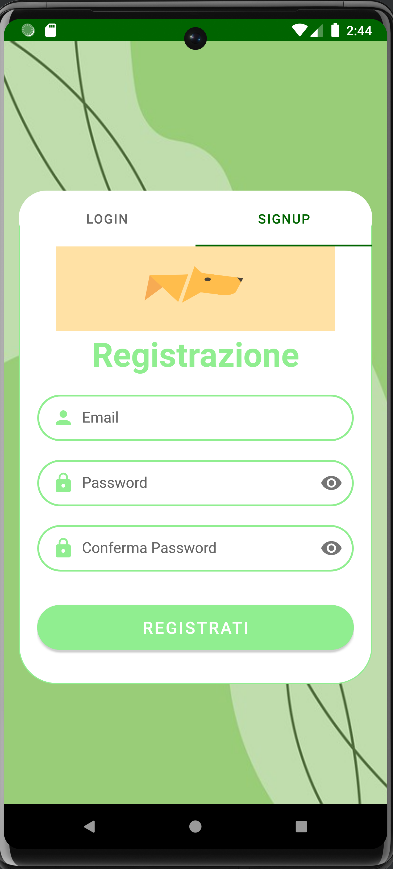 2:44
LOGIN
SIGNUP
Registrazione
Email
Password
Conferma Password
REGISTRATI